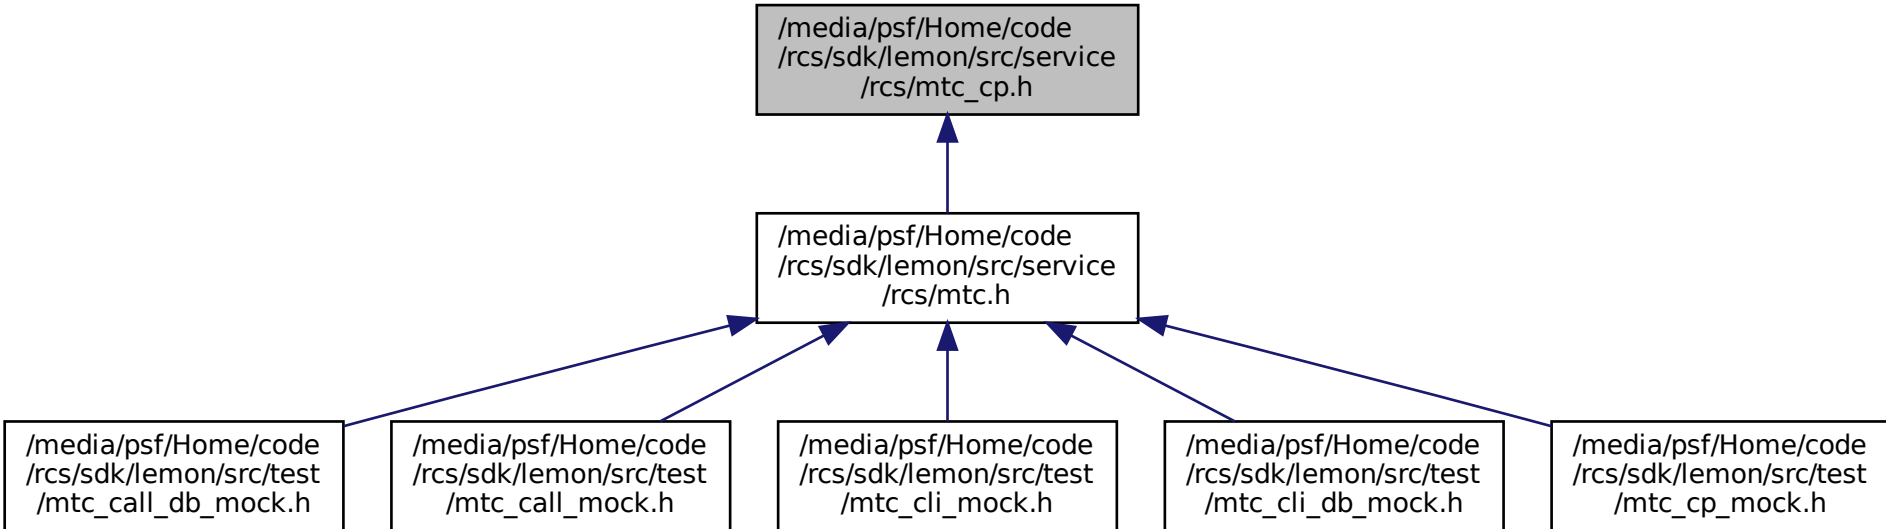 /media/psf/Home/code
/rcs/sdk/lemon/src/service
/rcs/mtc_cp.h
/media/psf/Home/code
/rcs/sdk/lemon/src/service
/rcs/mtc.h
/media/psf/Home/code
/rcs/sdk/lemon/src/test
/mtc_call_db_mock.h
/media/psf/Home/code
/rcs/sdk/lemon/src/test
/mtc_call_mock.h
/media/psf/Home/code
/rcs/sdk/lemon/src/test
/mtc_cli_mock.h
/media/psf/Home/code
/rcs/sdk/lemon/src/test
/mtc_cli_db_mock.h
/media/psf/Home/code
/rcs/sdk/lemon/src/test
/mtc_cp_mock.h